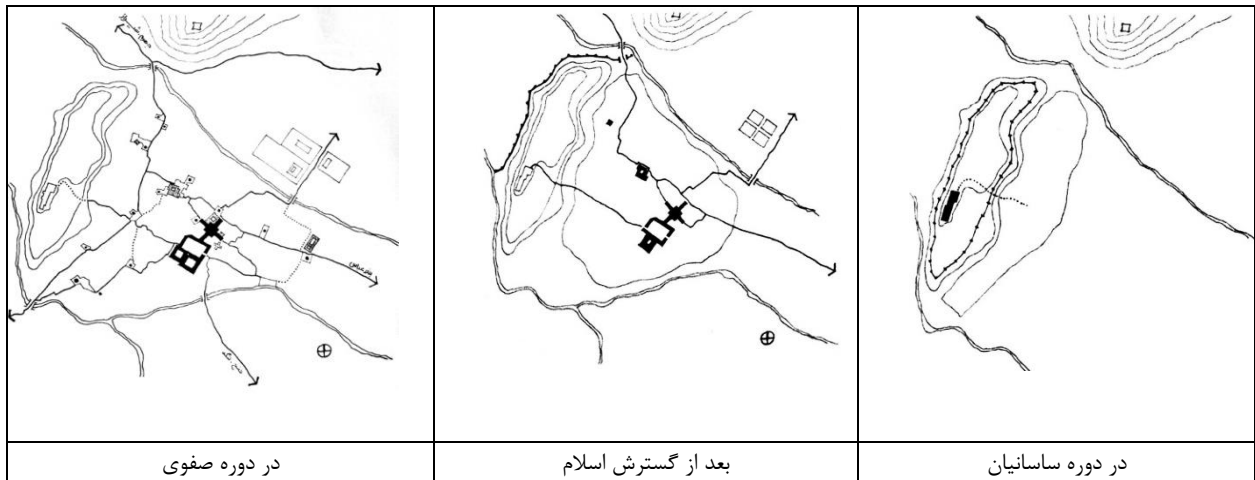 در دوره ساسانیان
بعد از گسترش اسلام
در دوره صفوی